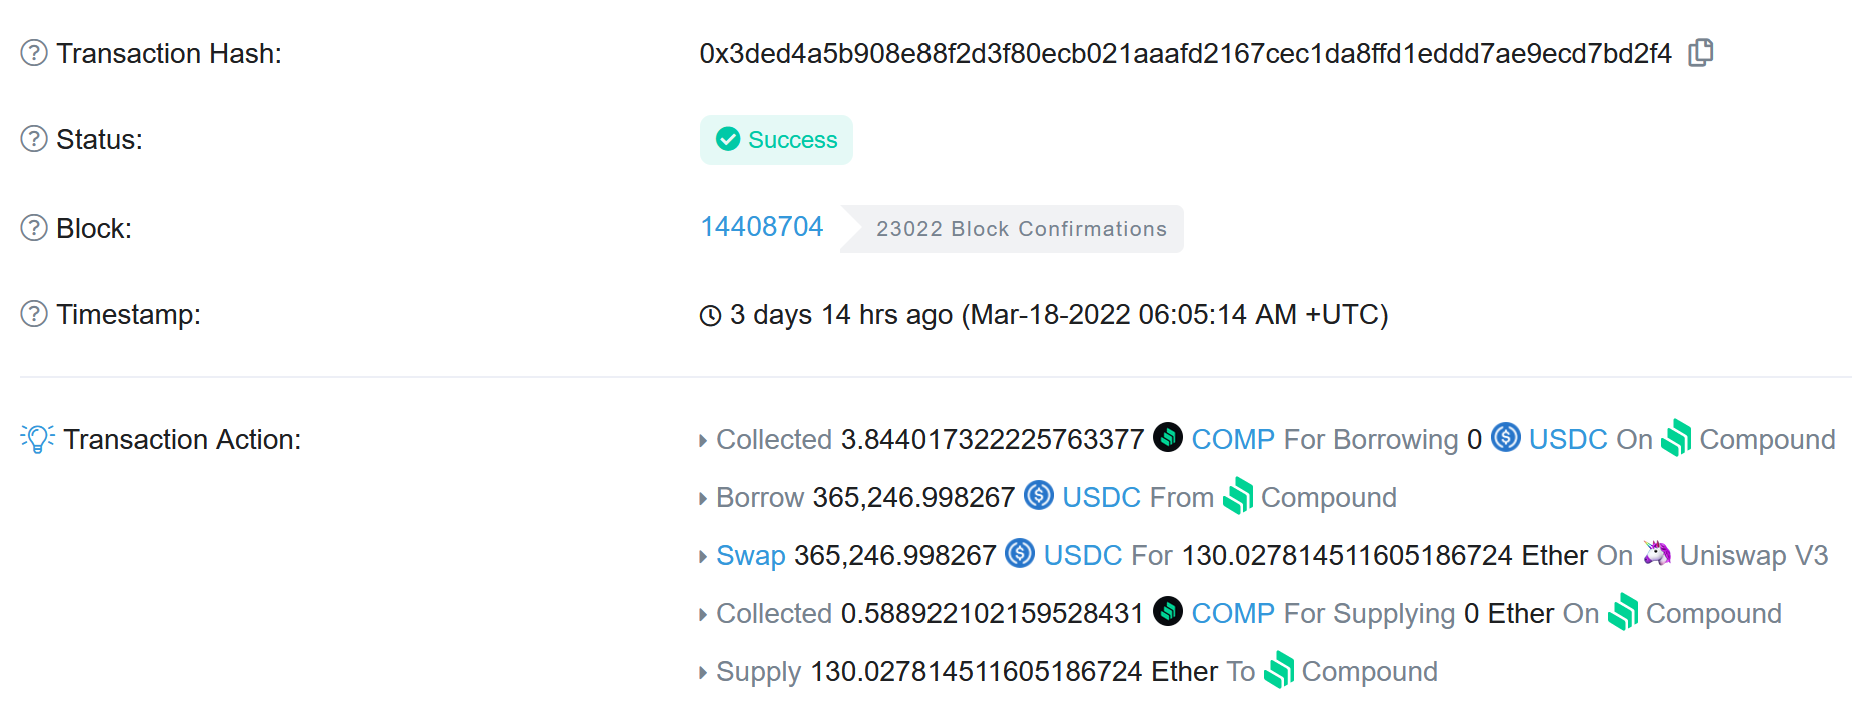 Transaction Hash: 0x3ded4a5b908e88f2d3f80ecb021aaafd2167cec1da8ffd1eddd7ae9ecd7bd2f4
Status: Success
Block: 14408704 23022 Block Confirmations
Timestamp: 3 days 14 hrs ago (Mar-18-2022 06:05:14 AM +UTC)
Transaction Action: Collected 3.844017322225763377 COMP For Borrowing 0 USDC On Compound
Borrow 365,246.998267 USDC From Compound
Swap 365,246.998267 USDC For 130.027814511605186724 Ether On Uniswap V3
Collected 0.588922102159528431 COMP For Supplying 0 Ether On Compound
Supply 130.027814511605186724 Ether To Compound